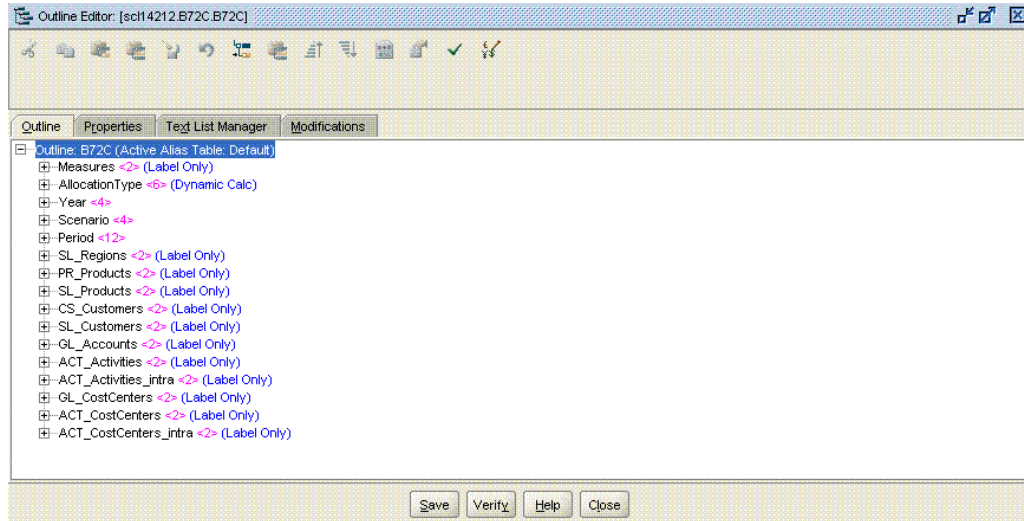 Outline Editor: [scl14212.B72C.B72C]
Outline Properties Text List Manager Modifications
Outline: B72C (Active Alias Table: Default)
Measures <2> (Label Only)
AllocationType <6> (Dynamic Calc)
Year <4>
Scenario <4>
Period <12>
SL_Regions <2> (Label Only)
PR_Products <2> (Label Only)
SL_Products <2> (Label Only)
CS_Customers <2> (Label Only)
SL_Customers <2> (Label Only)
GL_Accounts <2> (Label Only)
ACT_Activities <2> (Label Only)
ACT_Activities_intra <2> (Label Only)
GL_CostCenters <2> (Label Only)
ACT_CostCenters <2> (Label Only)
ACT_CostCenters_intra <2> (Label Only)
Save Verify Help Close